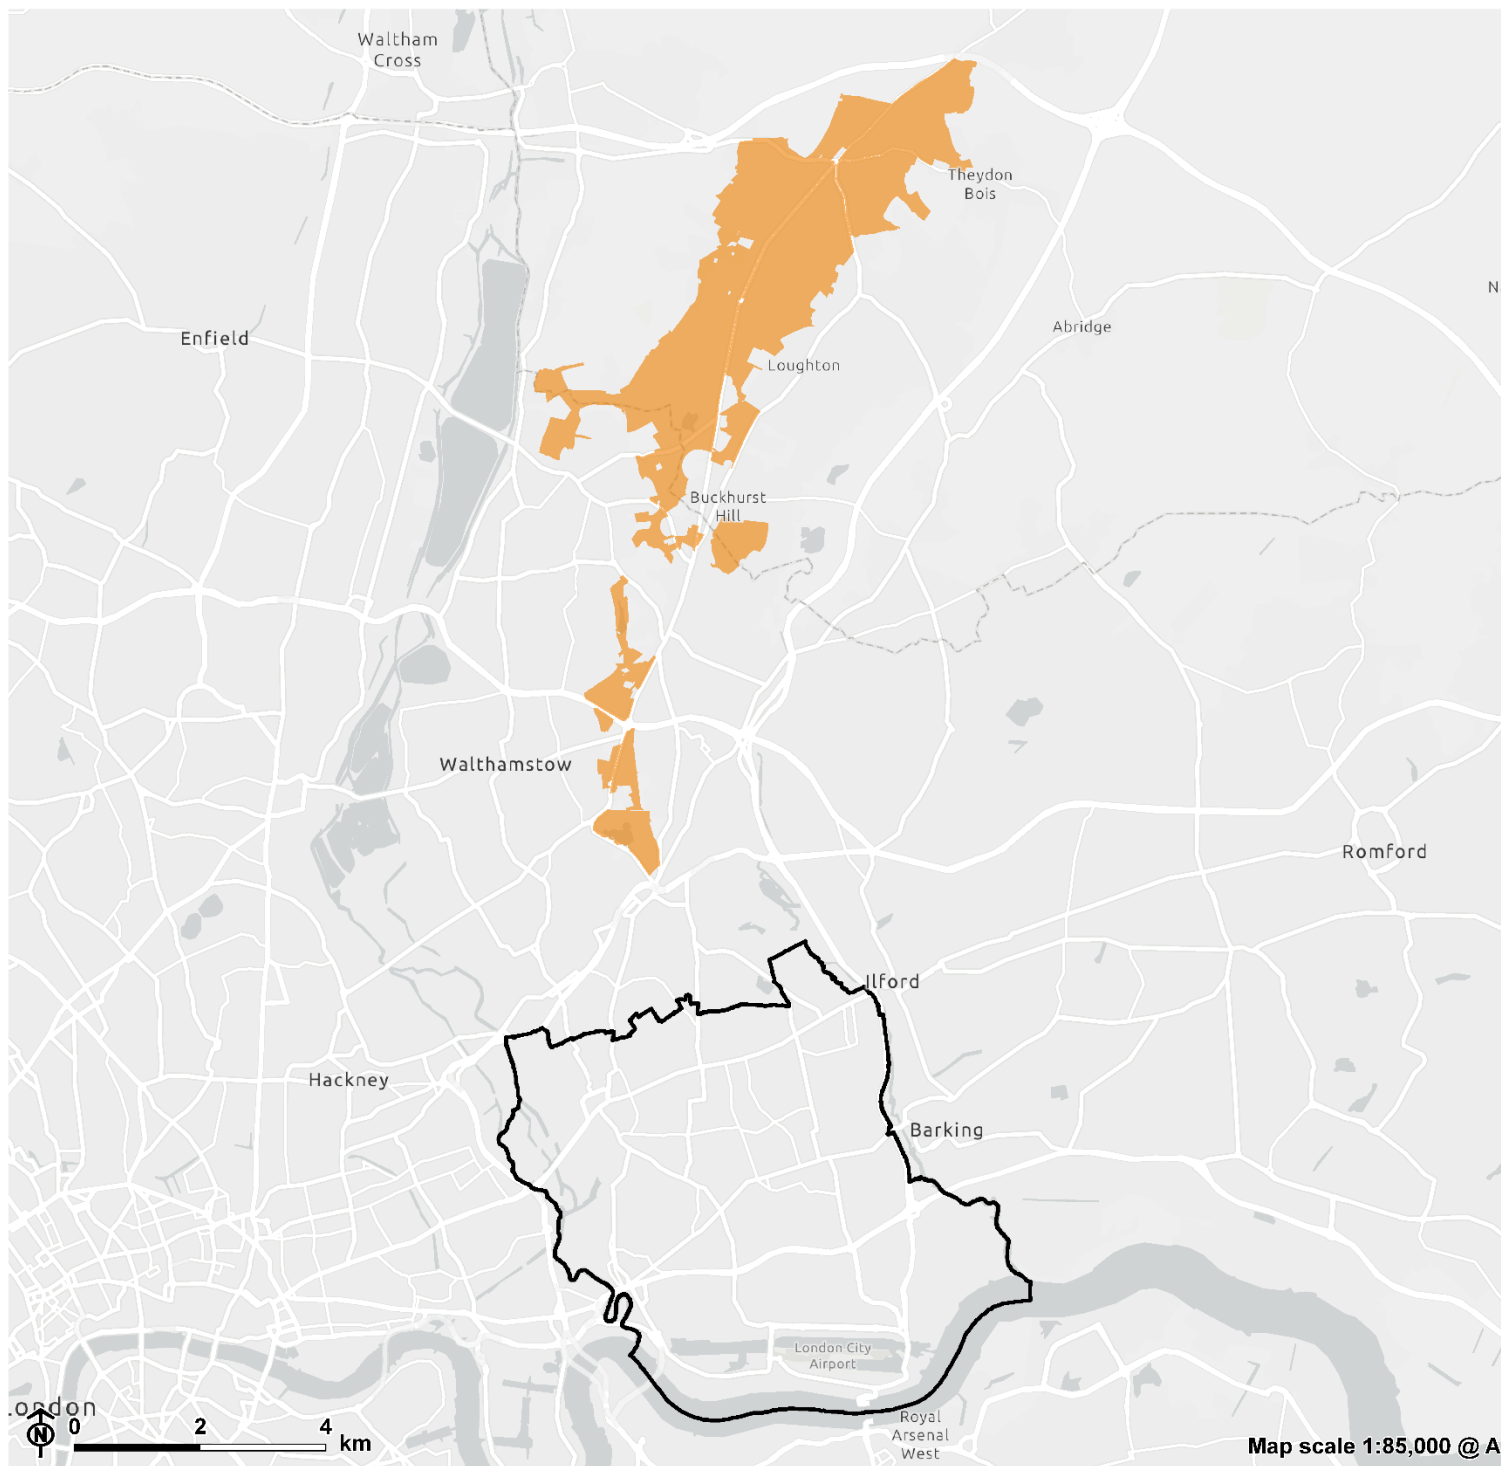 Waltham
Cross
Theydon
Bois
N
Enfield
Abridge
Loughton
Buckhurst
Hill
Walthamstow
Romford
Ilford
Hackney
Barking
London City
Airport
London
Royal
Arsenal
West
N
0 2 4
km
Map scale 1:85,000 @ A